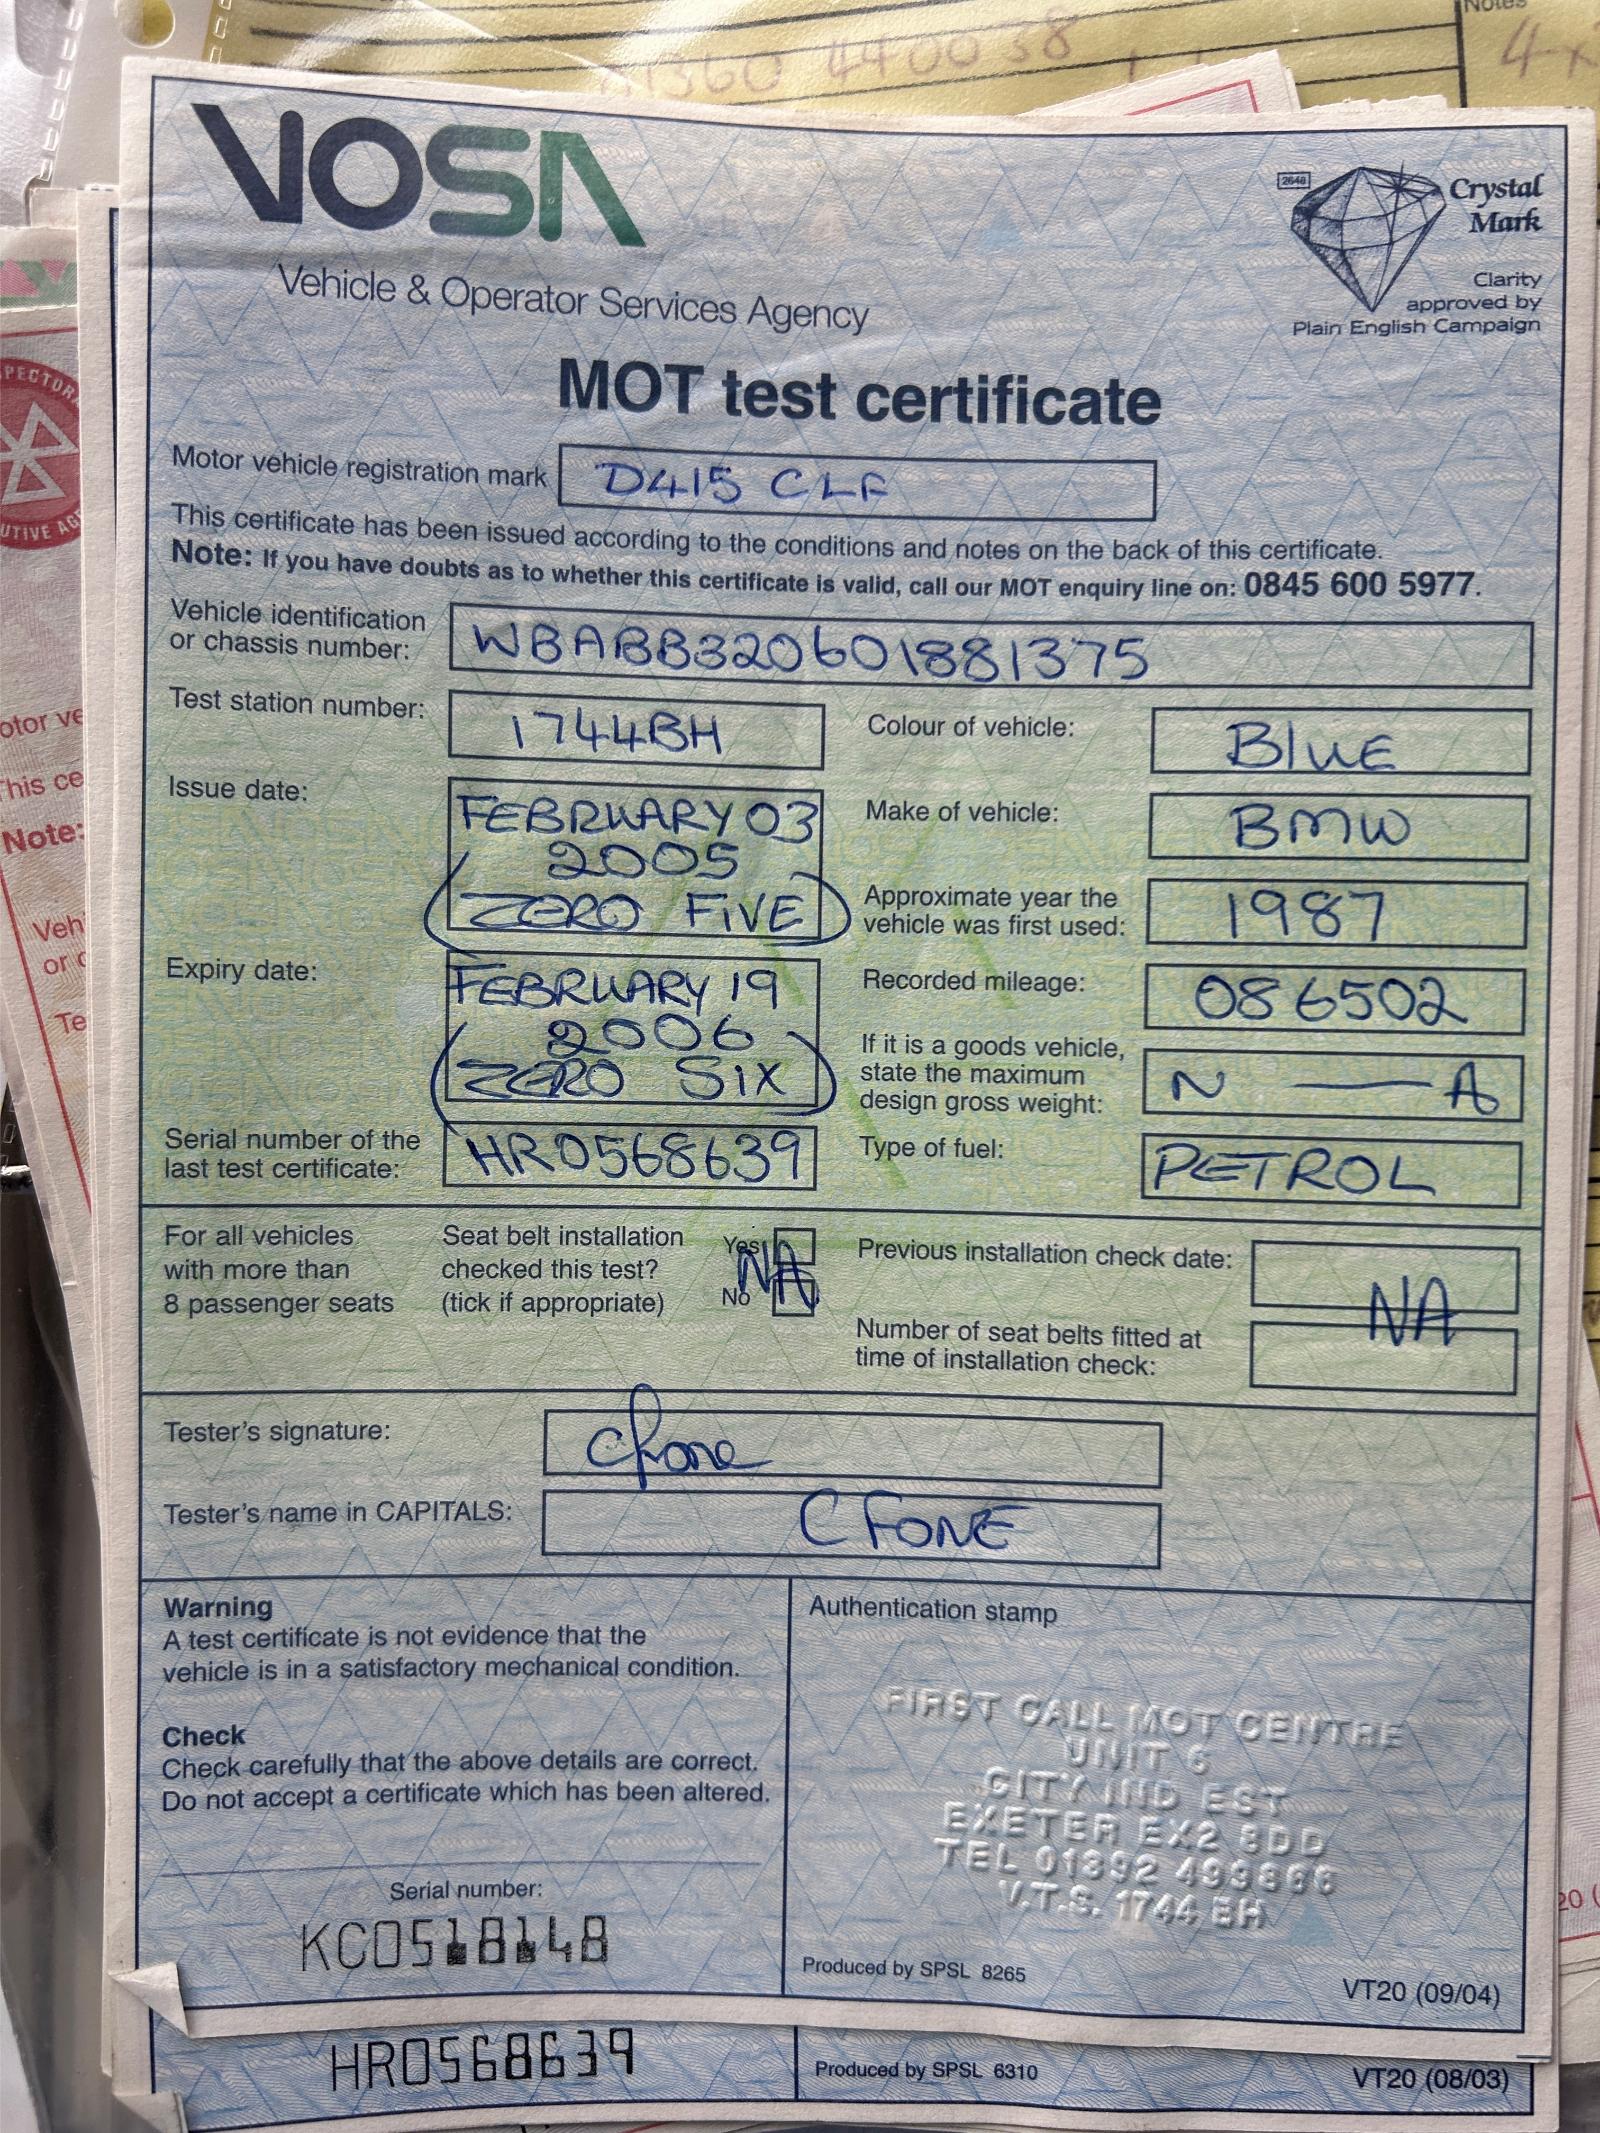 Notes
01360 440058
4x
VOSA
Vehicle & Operator Services Agency
2640
Crystal
Mark
Clarity
approved by
Plain English Campaign
MOT test certificate
Motor vehicle registration mark D415 CLF
This certificate has been issued according to the conditions and notes on the back of this certificate.
Note: If you have doubts as to whether this certificate is valid, call our MOT enquiry line on: 0845 600 5977.
Vehicle identification
or chassis number: WBABB320601881375
Test station number: 1744BH
Colour of vehicle: BLUE
Issue date: FEBRUARY 03
2005
ZERO FIVE
Make of vehicle: BMW
Approximate year the
vehicle was first used: 1987
Expiry date: FEBRUARY 19
2006
ZERO SIX
Recorded mileage: 086502
If it is a goods vehicle,
state the maximum
design gross weight: N — A
Serial number of the
last test certificate: HR0568639
Type of fuel: PETROL
For all vehicles
with more than
8 passenger seats
Seat belt installation
checked this test?
(tick if appropriate)
Yes
No
NA
Previous installation check date:
NA
Number of seat belts fitted at
time of installation check:
Tester's signature: cfone
Tester's name in CAPITALS: C FONE
Warning
A test certificate is not evidence that the
vehicle is in a satisfactory mechanical condition.
Check
Check carefully that the above details are correct.
Do not accept a certificate which has been altered.
Serial number:
KC0518148
Authentication stamp
FIRST CALL MOT CENTRE
UNIT 6
CITY IND EST
EXETER EX2 8DD
TEL 01392 499866
V.T.S. 1744 BH
Produced by SPSL 8265
VT20 (09/04)
HR0568639
Produced by SPSL 6310
VT20 (08/03)
Note: